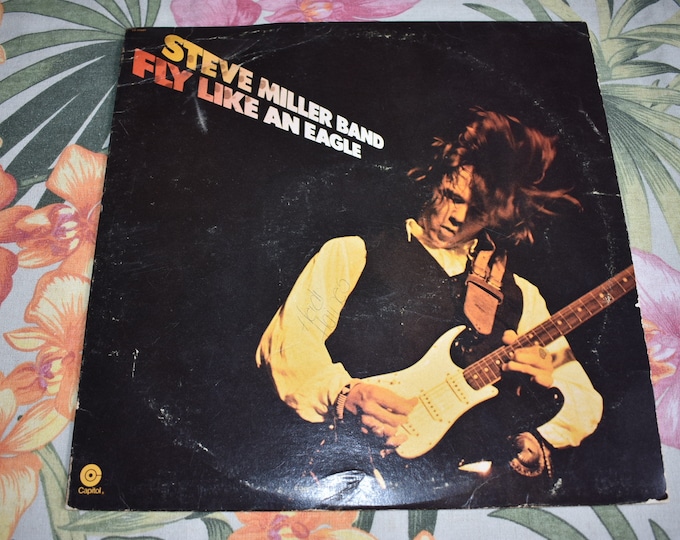 STEVE MILLER BAND
FLY LIKE AN EAGLE
Capitol